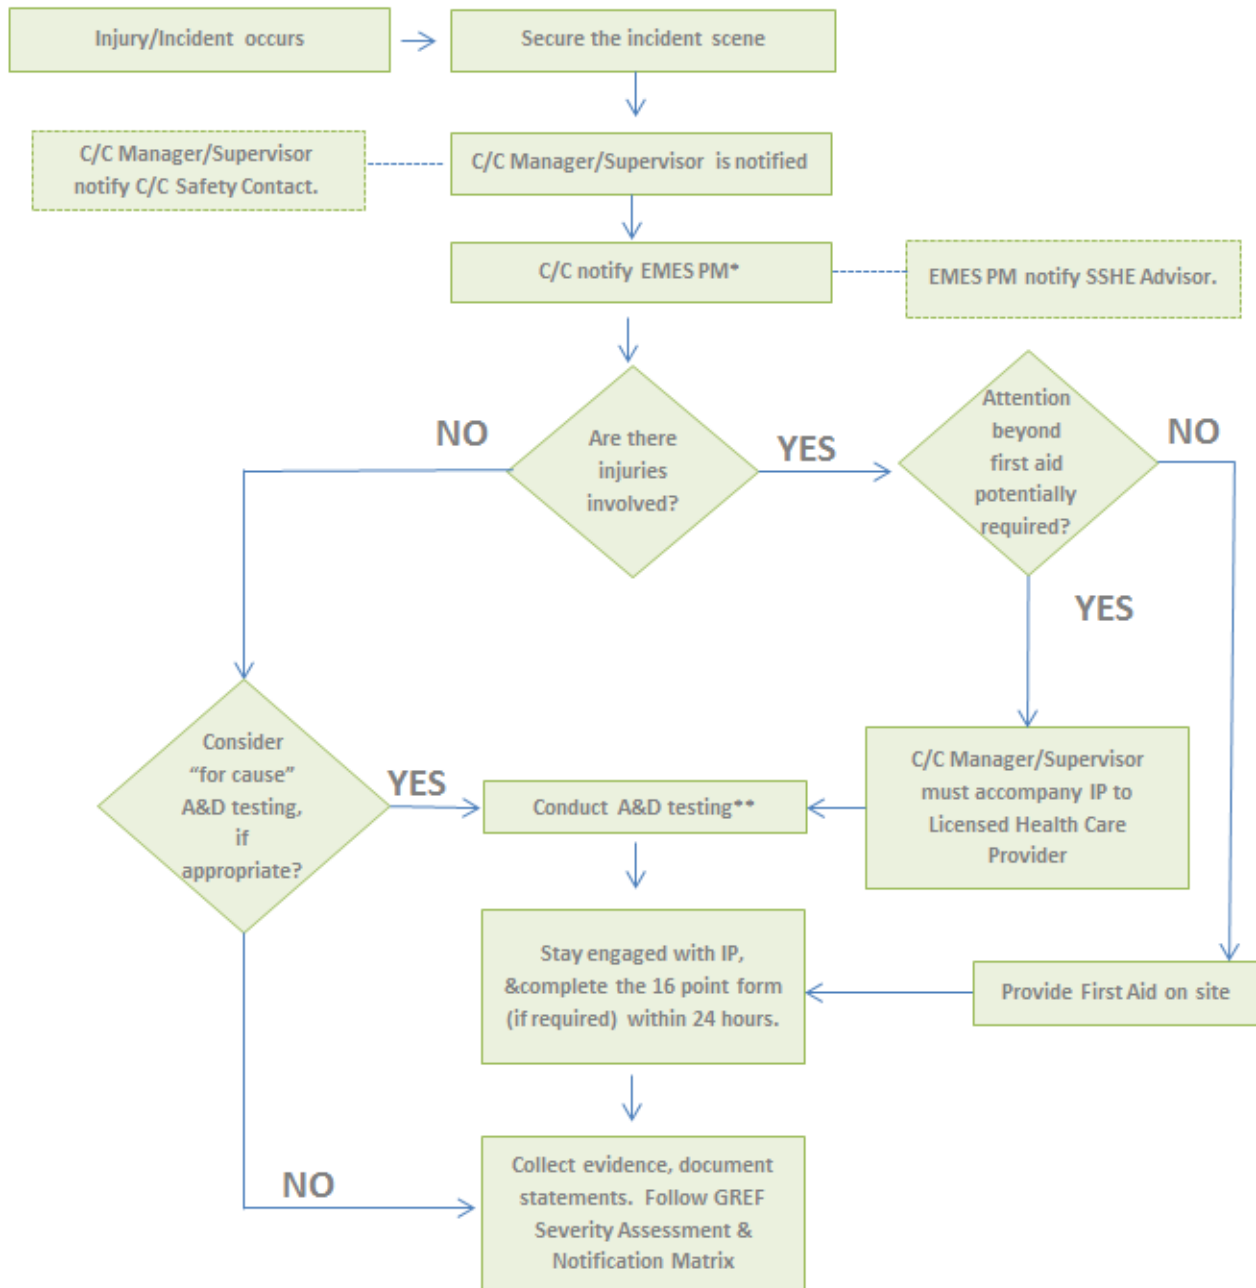 Injury/Incident occurs
Secure the incident scene
C/C Manager/Supervisor
notify C/C Safety Contact.
C/C Manager/Supervisor is notified
C/C notify EMES PM*
EMES PM notify SSHE Advisor.
NO
Are there
injuries
involved?
YES
Attention
beyond
first aid
potentially
required?
NO
YES
Consider
“for cause”
A&D testing,
if
appropriate?
YES
Conduct A&D testing**
C/C Manager/Supervisor
must accompany IP to
Licensed Health Care
Provider
Stay engaged with IP,
&complete the 16 point form
(if required) within 24 hours.
Provide First Aid on site
NO
Collect evidence, document
statements. Follow GREF
Severity Assessment &
Notification Matrix